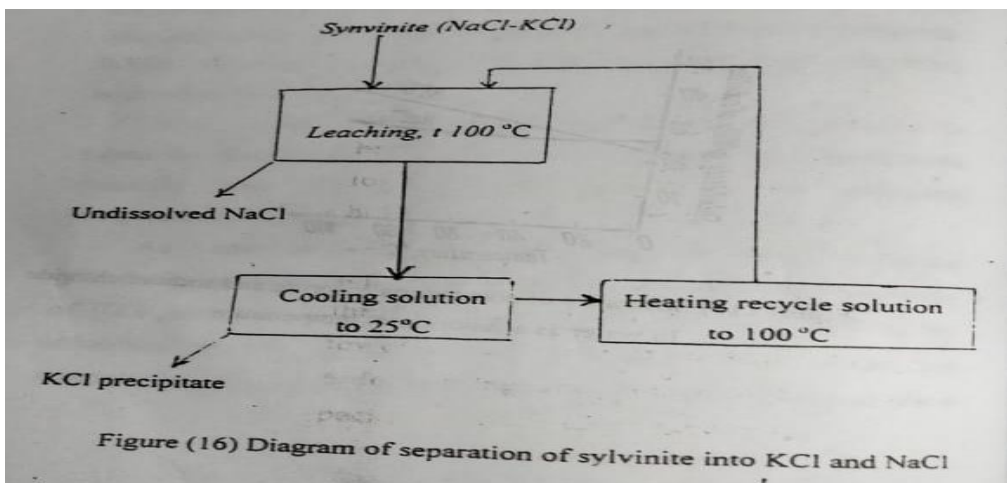 Synvinite (NaCl-KCl)
Leaching, t 100 °C
Undissolved NaCl
Cooling solution
to 25°C
Heating recycle solution
to 100 °C
KCl precipitate
Figure (16) Diagram of separation of sylvinite into KCl and NaCl